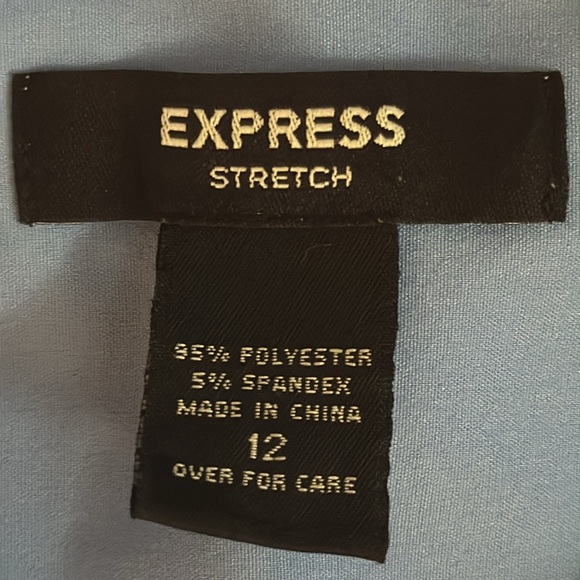 EXPRESS
STRETCH
95% POLYESTER
5% SPANDEX
MADE IN CHINA
12
OVER FOR CARE